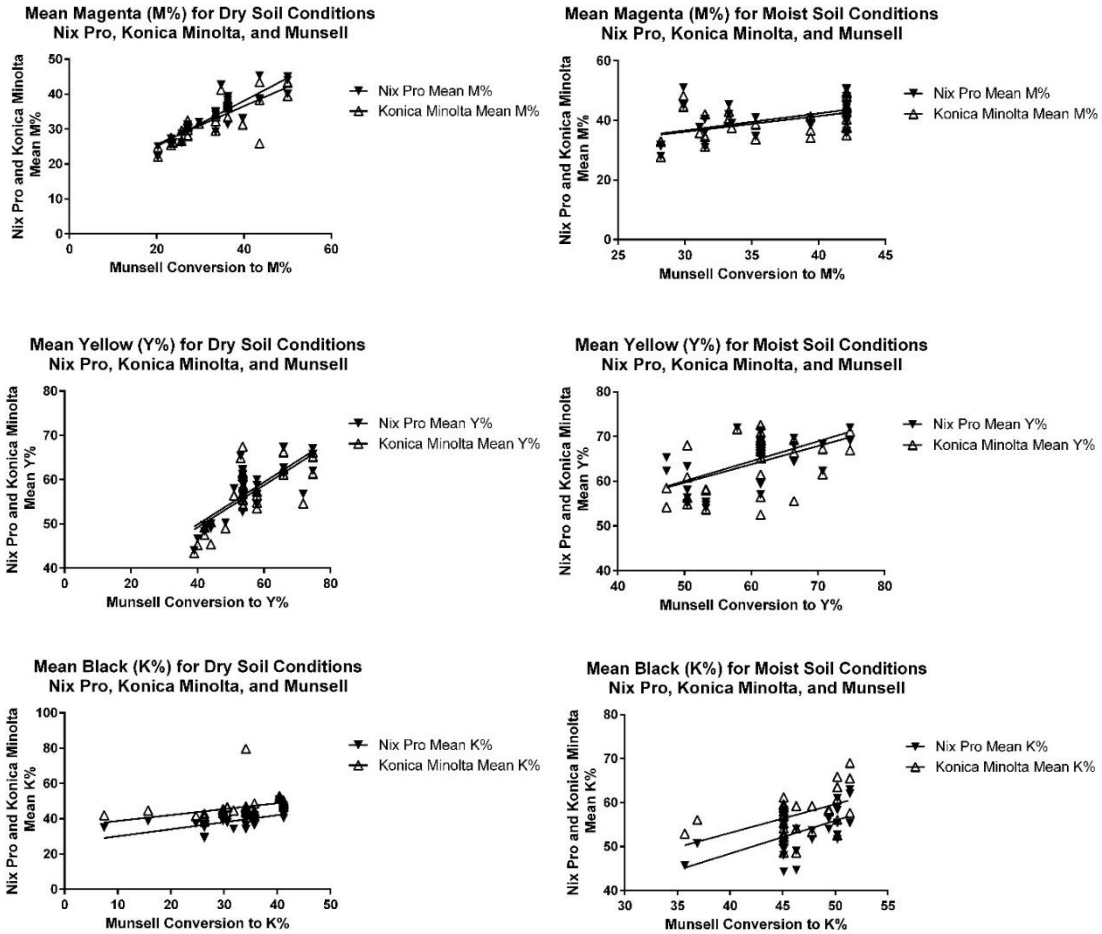 Mean Magenta (M%) for Dry Soil Conditions
Nix Pro, Konica Minolta, and Munsell
Nix Pro and Konica Minolta
Mean M%
50
40
30
20
10
0
0
20
40
60
Munsell Conversion to M%
Nix Pro Mean M%
Konica Minolta Mean M%
Mean Magenta (M%) for Moist Soil Conditions
Nix Pro, Konica Minolta, and Munsell
Nix Pro and Konica Minolta
Mean M%
60
40
20
0
25
30
35
40
45
Munsell Conversion to M%
Nix Pro Mean M%
Konica Minolta Mean M%
Mean Yellow (Y%) for Dry Soil Conditions
Nix Pro, Konica Minolta, and Munsell
Nix Pro and Konica Minolta
Mean Y%
80
70
60
50
40
0
20
40
60
80
Munsell Conversion to Y%
Nix Pro Mean Y%
Konica Minolta Mean Y%
Mean Yellow (Y%) for Moist Soil Conditions
Nix Pro, Konica Minolta, and Munsell
Nix Pro and Konica Minolta
Mean Y%
80
70
60
50
40
40
50
60
70
80
Munsell Conversion to Y%
Nix Pro Mean Y%
Konica Minolta Mean Y%
Mean Black (K%) for Dry Soil Conditions
Nix Pro, Konica Minolta, and Munsell
Nix Pro and Konica Minolta
Mean K%
100
80
60
40
20
0
0
10
20
30
40
50
Munsell Conversion to K%
Nix Pro Mean K%
Konica Minolta Mean K%
Mean Black (K%) for Moist Soil Conditions
Nix Pro, Konica Minolta, and Munsell
Nix Pro and Konica Minolta
Mean K%
80
70
60
50
40
30
35
40
45
50
55
Munsell Conversion to K%
Nix Pro Mean K%
Konica Minolta Mean K%